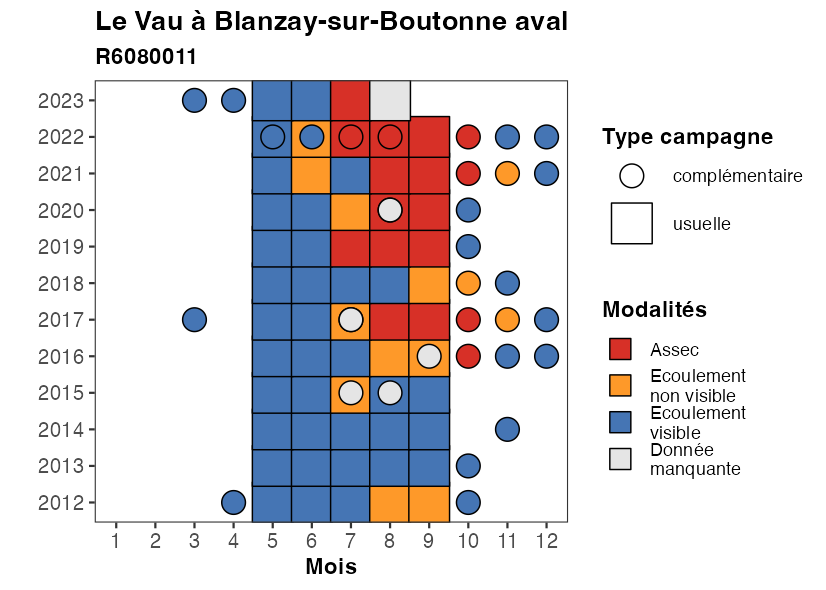 Le Vau à Blanzay-sur-Boutonne aval
R6080011
2023
2022
2021
2020
2019
2018
2017
2016
2015
2014
2013
2012
1 2 3 4 5 6 7 8 9 10 11 12
Mois
Type campagne
complémentaire
usuelle
Modalités
Assec
Ecoulement
non visible
Ecoulement
visible
Donnée
manquante